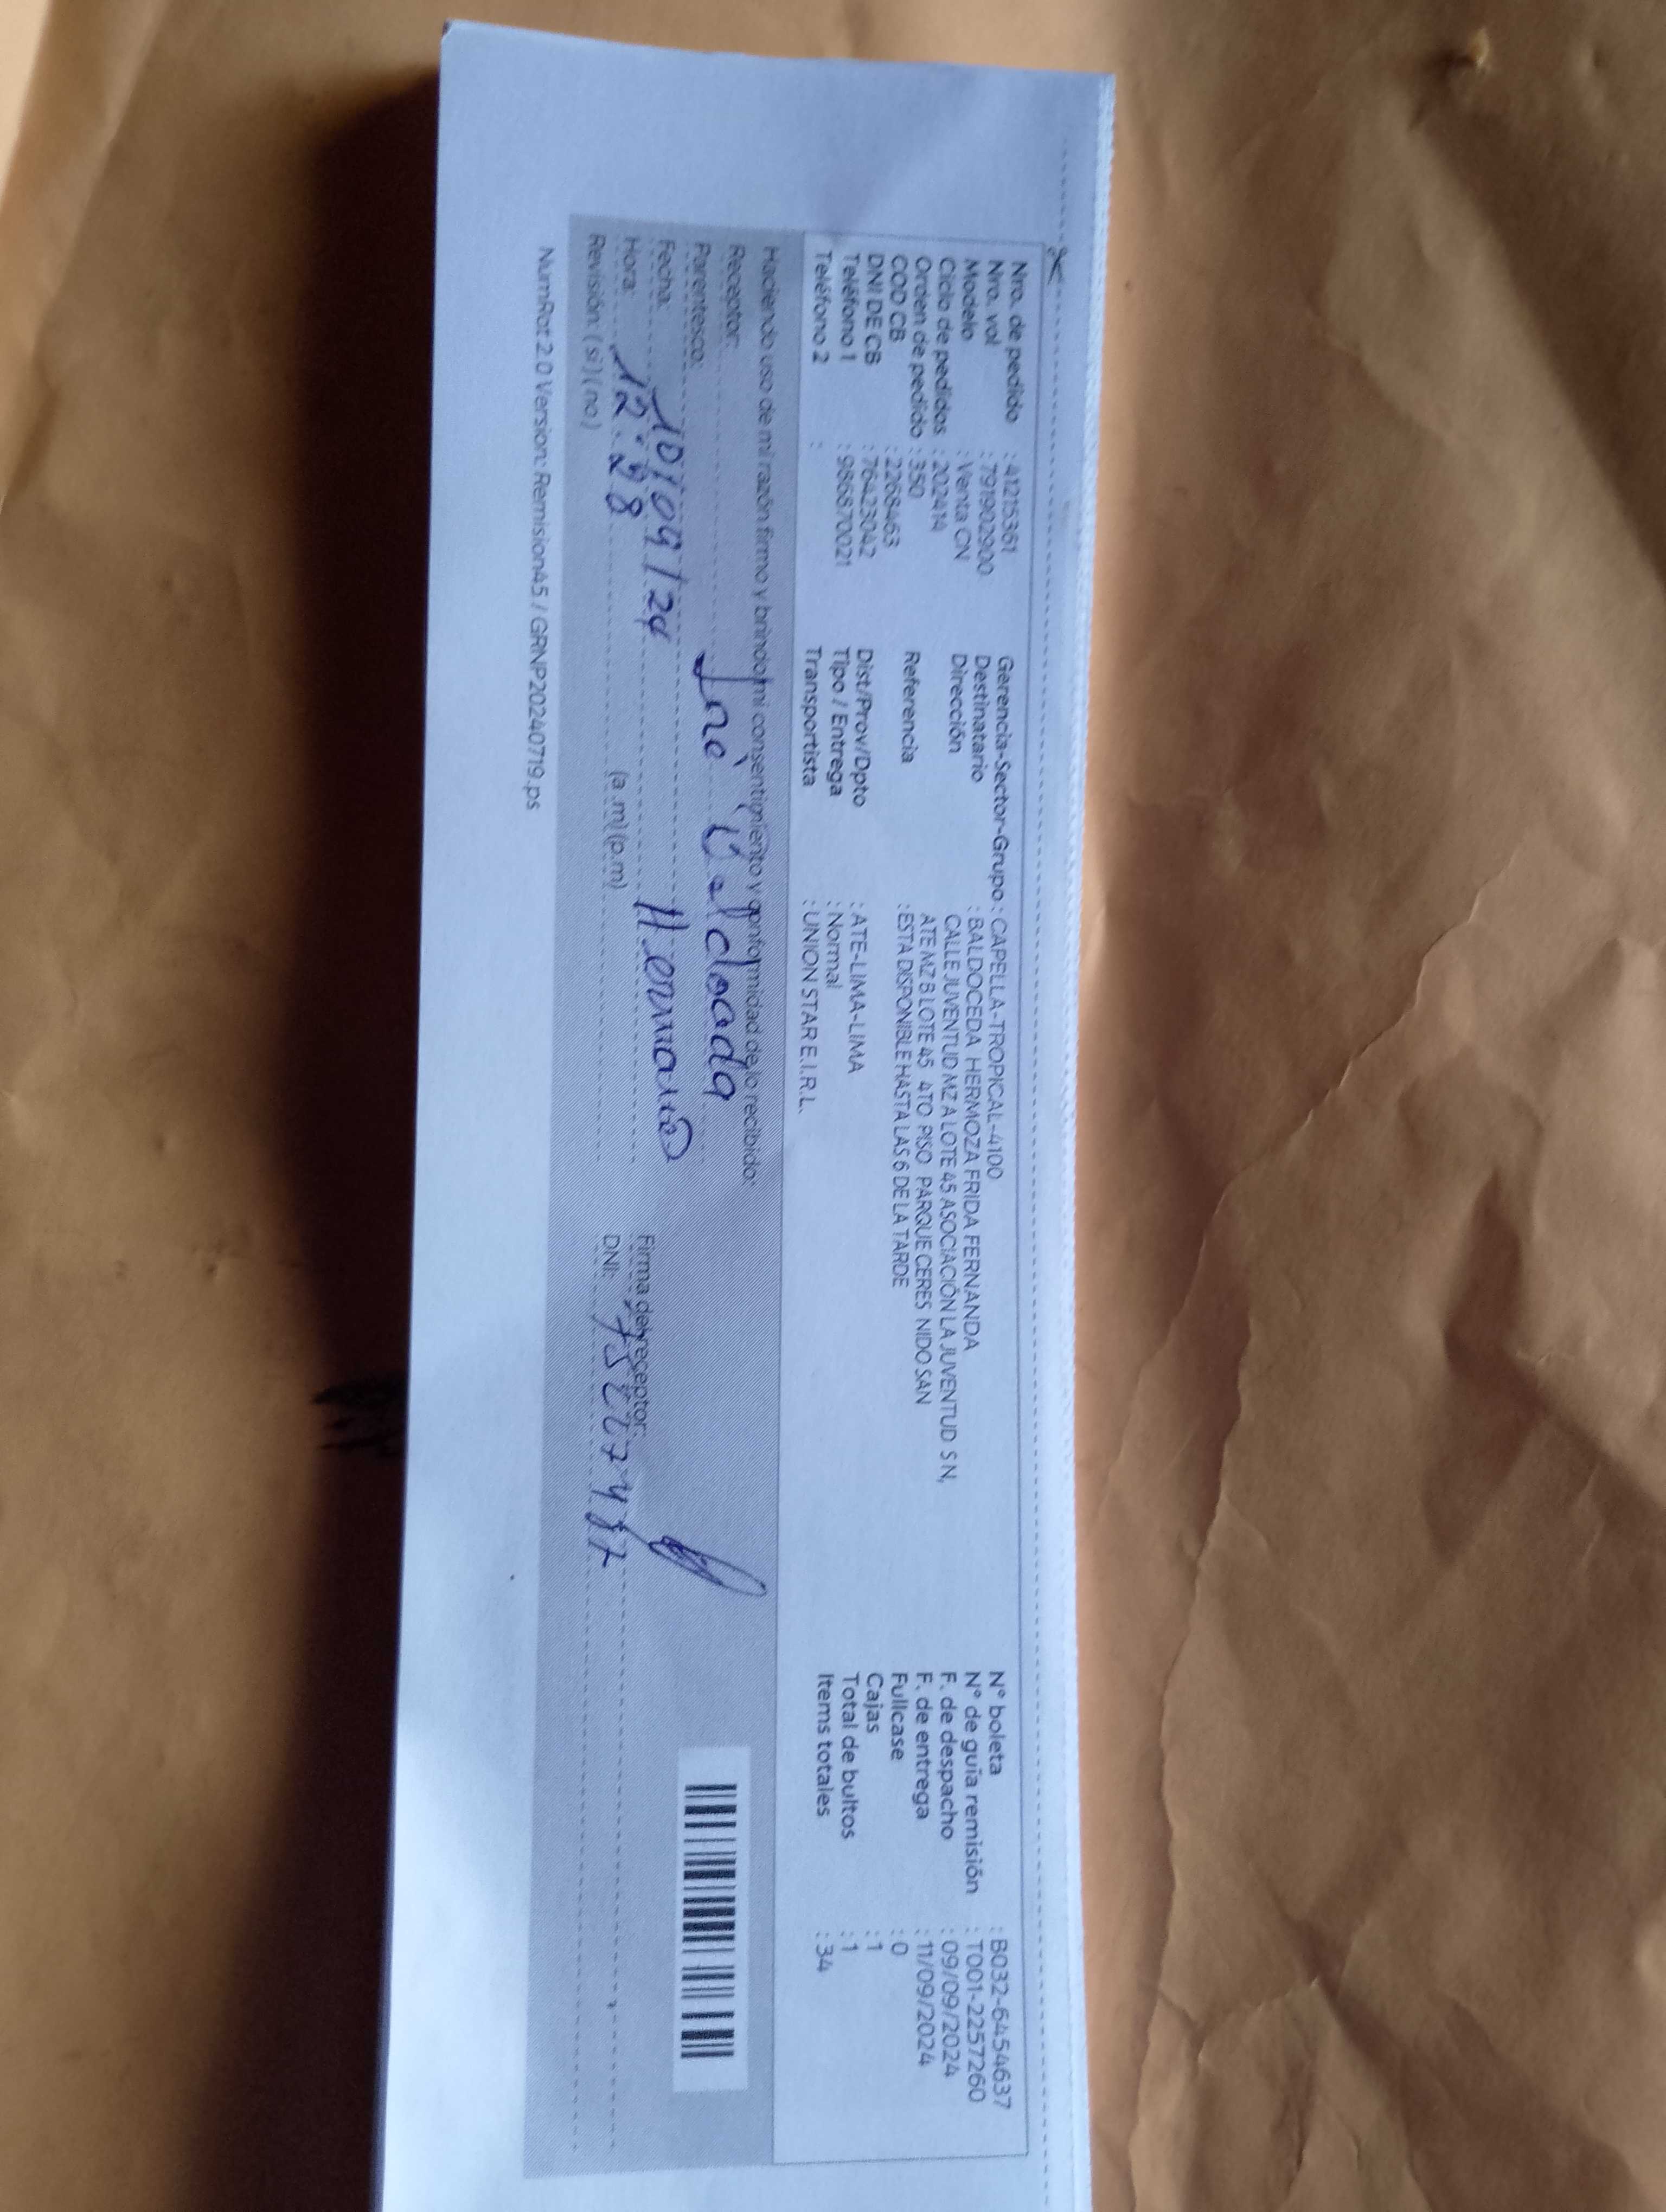 Nro. de pedido : 41215361
Nro. vol : 791902900
Modelo : Venta CN
Ciclo de pedidos : 202414
Orden de pedido : 350
COD CB : 2268463
DNI DE CB : 76423042
Teléfono 1 : 986870021
Teléfono 2 :
Gerencia-Sector-Grupo : CAPELLA-TROPICAL-4100
Destinatario : BALDOCEDA HERMOZA FRIDA FERNANDA
Dirección CALLE JUVENTUD MZ A LOTE 45 ASOCIACIÓN LA JUVENTUD S N,
ATE MZ B LOTE 45 4TO PISO PARQUE CERES NIDO SAN
Referencia : ESTA DISPONIBLE HASTA LAS 6 DE LA TARDE
Dist/Prov/Dpto : ATE-LIMA-LIMA
Tipo / Entrega : Normal
Transportista : UNION STAR E.I.R.L.
N° boleta : B032-6454637
N° de guía remisión : T001-2257260
F. de despacho : 09/09/2024
F. de entrega : 11/09/2024
Fullcase : 0
Cajas : 1
Total de bultos : 1
Items totales : 34
Haciendo uso de mi razón firmo y brindo mi consentimiento y conformidad de lo recibido:
Receptor:
Parentesco: Hermano
Fecha: 10/09/24
Hora: 12:28 (a .m) (p.m)
Revisión: ( si ) ( no )
Firma del receptor:
DNI:
NumRot 2 0 Version: Remision45 / GRNP20240719.ps